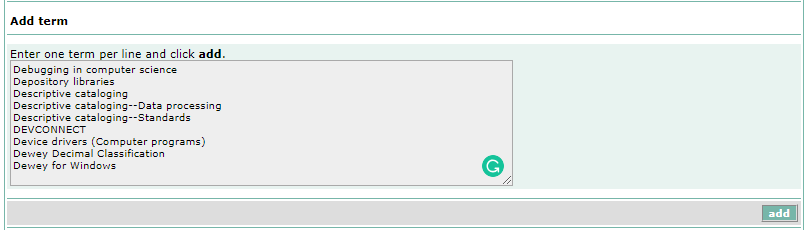 Add term
Enter one term per line and click add.
Debugging in computer science
Depository libraries
Descriptive cataloging
Descriptive cataloging--Data processing
Descriptive cataloging--Standards
DEVCONNECT
Device drivers (Computer programs)
Dewey Decimal Classification
Dewey for Windows
add